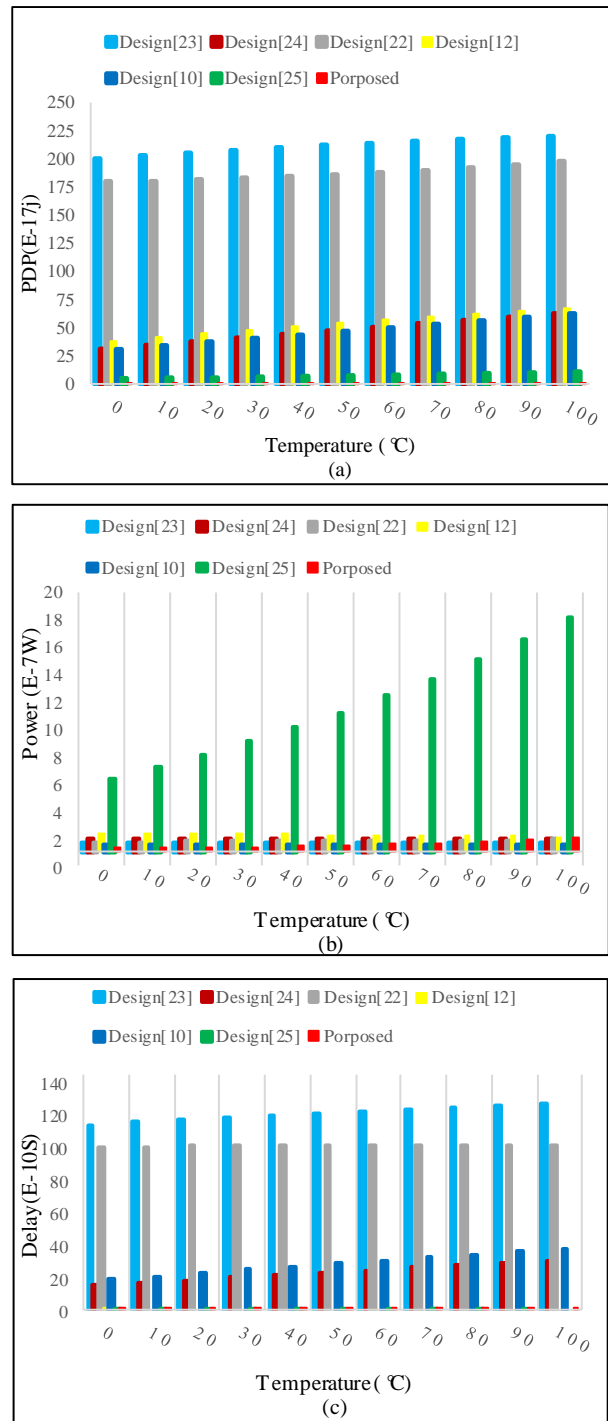 Design[23] Design[24] Design[22] Design[12]
Design[10] Design[25] Porposed
250
200
150
100
50
0
PDP(E-17j)
0 10 20 30 40 50 60 70 80 90 100
Temperature ( °C)
(a)
Design[23] Design[24] Design[22] Design[12]
Design[10] Design[25] Porposed
20
18
16
14
12
10
8
6
4
2
0
Power (E-7W)
0 10 20 30 40 50 60 70 80 90 100
Temperature ( °C)
(b)
Design[23] Design[24] Design[22] Design[12]
Design[10] Design[25] Porposed
140
120
100
80
60
40
20
0
Delay(E-10S)
0 10 20 30 40 50 60 70 80 90 100
Temperature ( °C)
(c)